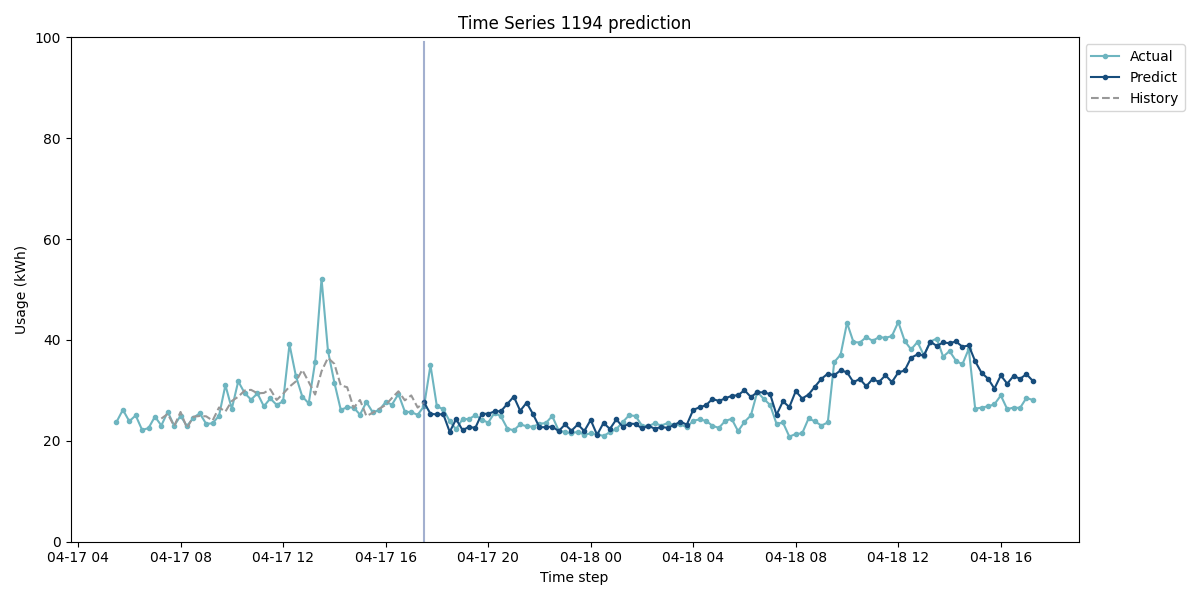 Time Series 1194 prediction
100
80
60
40
20
0
Usage (kWh)
04-17 04
04-17 08
04-17 12
04-17 16
04-17 20
04-18 00
04-18 04
04-18 08
04-18 12
04-18 16
Time step
Actual
Predict
History